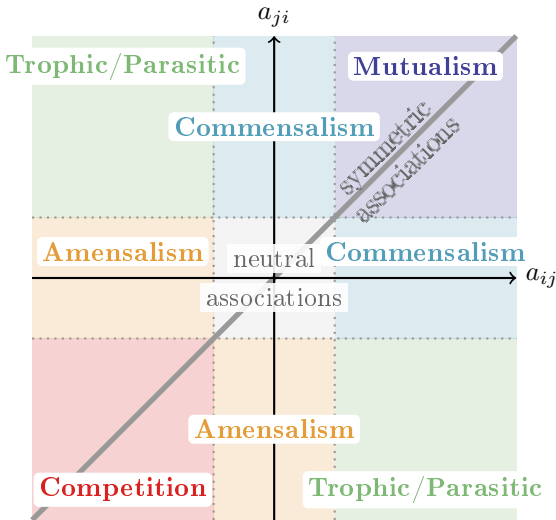 a_{ji}
Trophic/Parasitic
Mutualism
Commensalism
symmetric
associations
Amensalism
neutral
Commensalism
a_{ij}
associations
Amensalism
Competition
Trophic/Parasitic